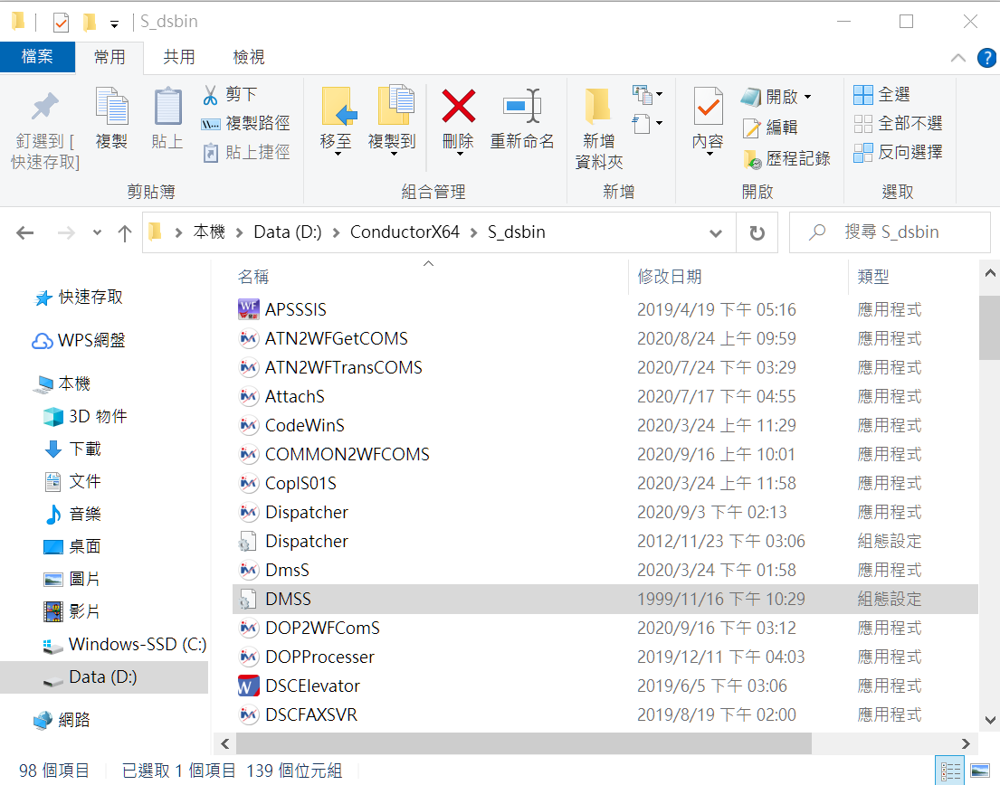 S_dsbin
檔案 常用 共用 檢視
釘選到 [
快速存取]
複製
貼上
剪下
複製路徑
貼上捷徑
剪貼簿
移至
複製到
刪除
重新命名
組合管理
新增
資料夾
新增
內容
開啟
編輯
歷程記錄
開啟
全選
全部不選
反向選擇
選取
本機 Data (D:) ConductorX64 S_dsbin
搜尋 S_dsbin
快速存取
WPS網盤
本機
3D 物件
下載
文件
音樂
桌面
圖片
影片
Windows-SSD (C:)
Data (D:)
網路
名稱 修改日期 類型
APSSSIS 2019/4/19 下午 05:16 應用程式
ATN2WFGetCOMS 2020/8/24 上午 09:59 應用程式
ATN2WFTransCOMS 2020/7/24 下午 03:29 應用程式
AttachS 2020/7/17 下午 04:55 應用程式
CodeWinS 2020/3/24 上午 11:29 應用程式
COMMON2WFCOMS 2020/9/16 上午 10:01 應用程式
CopIS01S 2020/3/24 上午 11:58 應用程式
Dispatcher 2020/9/3 下午 02:13 應用程式
Dispatcher 2012/11/23 下午 03:06 組態設定
DmsS 2020/3/24 下午 01:58 應用程式
DMSS 1999/11/16 下午 10:29 組態設定
DOP2WFComS 2020/9/16 下午 03:12 應用程式
DOPProcesser 2019/12/11 下午 04:03 應用程式
DSCElevator 2019/6/5 下午 03:06 應用程式
DSCFAXSVR 2019/8/19 下午 02:00 應用程式
98 個項目 已選取 1 個項目 139 個位元組